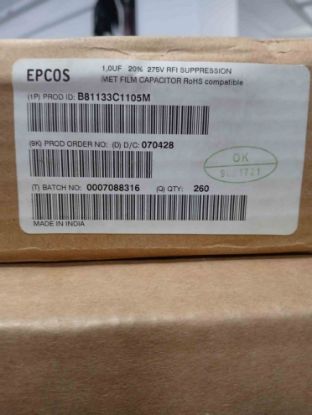 EPCOS
1,0UF 20% 275V RFI SUPPRESSION
MET FILM CAPACITOR RoHS compatible
(1P) PROD ID: B81133C1105M
(9K) PROD ORDER NO: (D) D/C: 070428
OK
(T) BATCH NO: 0007088316 (Q) QTY: 260
MADE IN INDIA